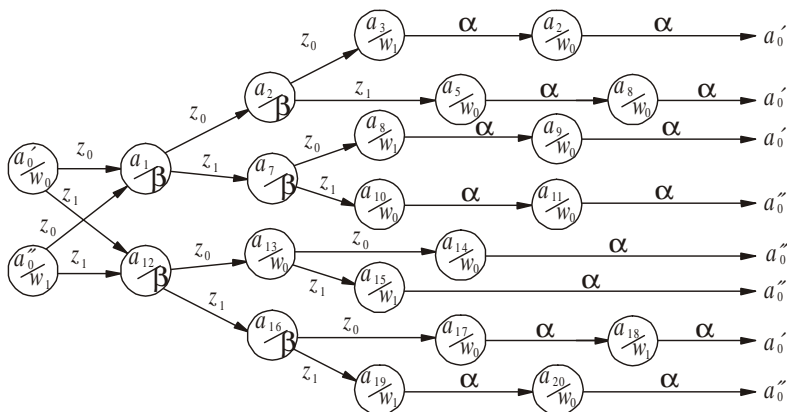 z₀ a₃/w₁ α a₂/w₀ α a₀′
a₂/β z₁ a₅/w₀ α a₈/w₀ α a₀′
z₀ z₀ a₈/w₁ α a₉/w₀ α a₀′
a₀′/w₀ z₀ a₁/β z₁ a₇/β
z₁ z₁ a₁₀/w₀ α a₁₁/w₀ α a₀″
z₀
a₀″/w₁ z₁ a₁₂/β z₀ a₁₃/w₀ z₀ a₁₄/w₀ α a₀″
z₁ a₁₅/w₁ α a₀″
z₁ a₁₆/β z₀ a₁₇/w₀ α a₁₈/w₁ α a₀′
z₁ a₁₉/w₁ α a₂₀/w₀ α a₀″